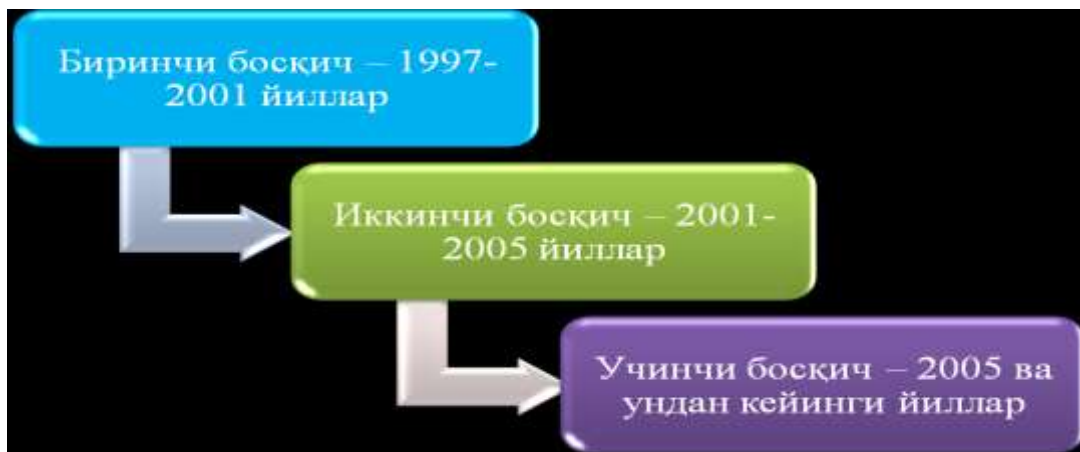 Биринчи босқич – 1997-
2001 йиллар
Иккинчи босқич – 2001-
2005 йиллар
Учинчи босқич – 2005 ва
ундан кейинги йиллар